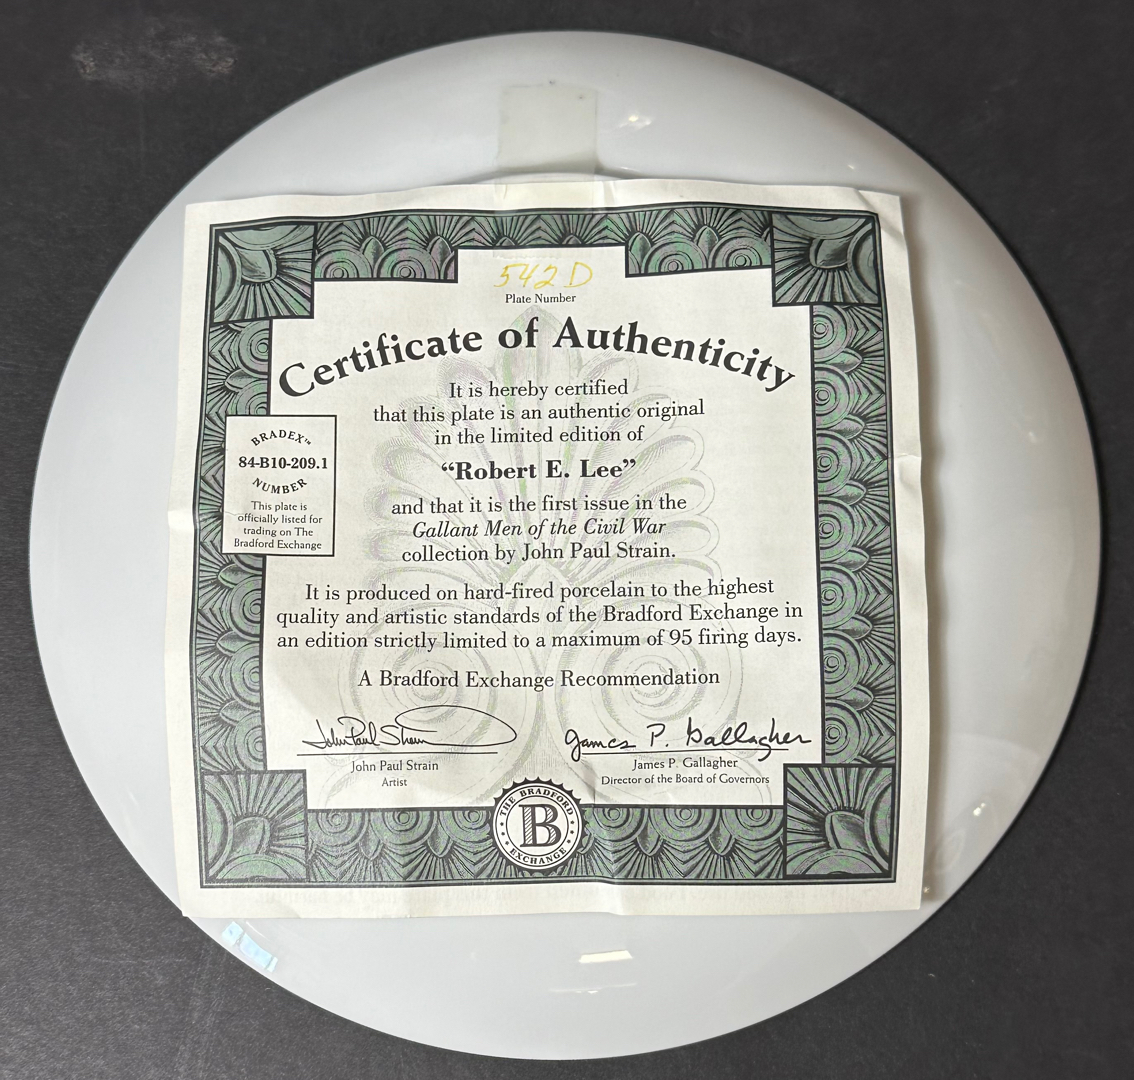 542D
Plate Number
Certificate of Authenticity
It is hereby certified
that this plate is an authentic original
in the limited edition of
“Robert E. Lee”
and that it is the first issue in the
Gallant Men of the Civil War
collection by John Paul Strain.
BRADEX™
84-B10-209.1
NUMBER
This plate is
officially listed for
trading on The
Bradford Exchange
It is produced on hard-fired porcelain to the highest
quality and artistic standards of the Bradford Exchange in
an edition strictly limited to a maximum of 95 firing days.
A Bradford Exchange Recommendation
John Paul Strain
John Paul Strain
Artist
James P. Gallagher
James P. Gallagher
Director of the Board of Governors
THE BRADFORD
B
EXCHANGE